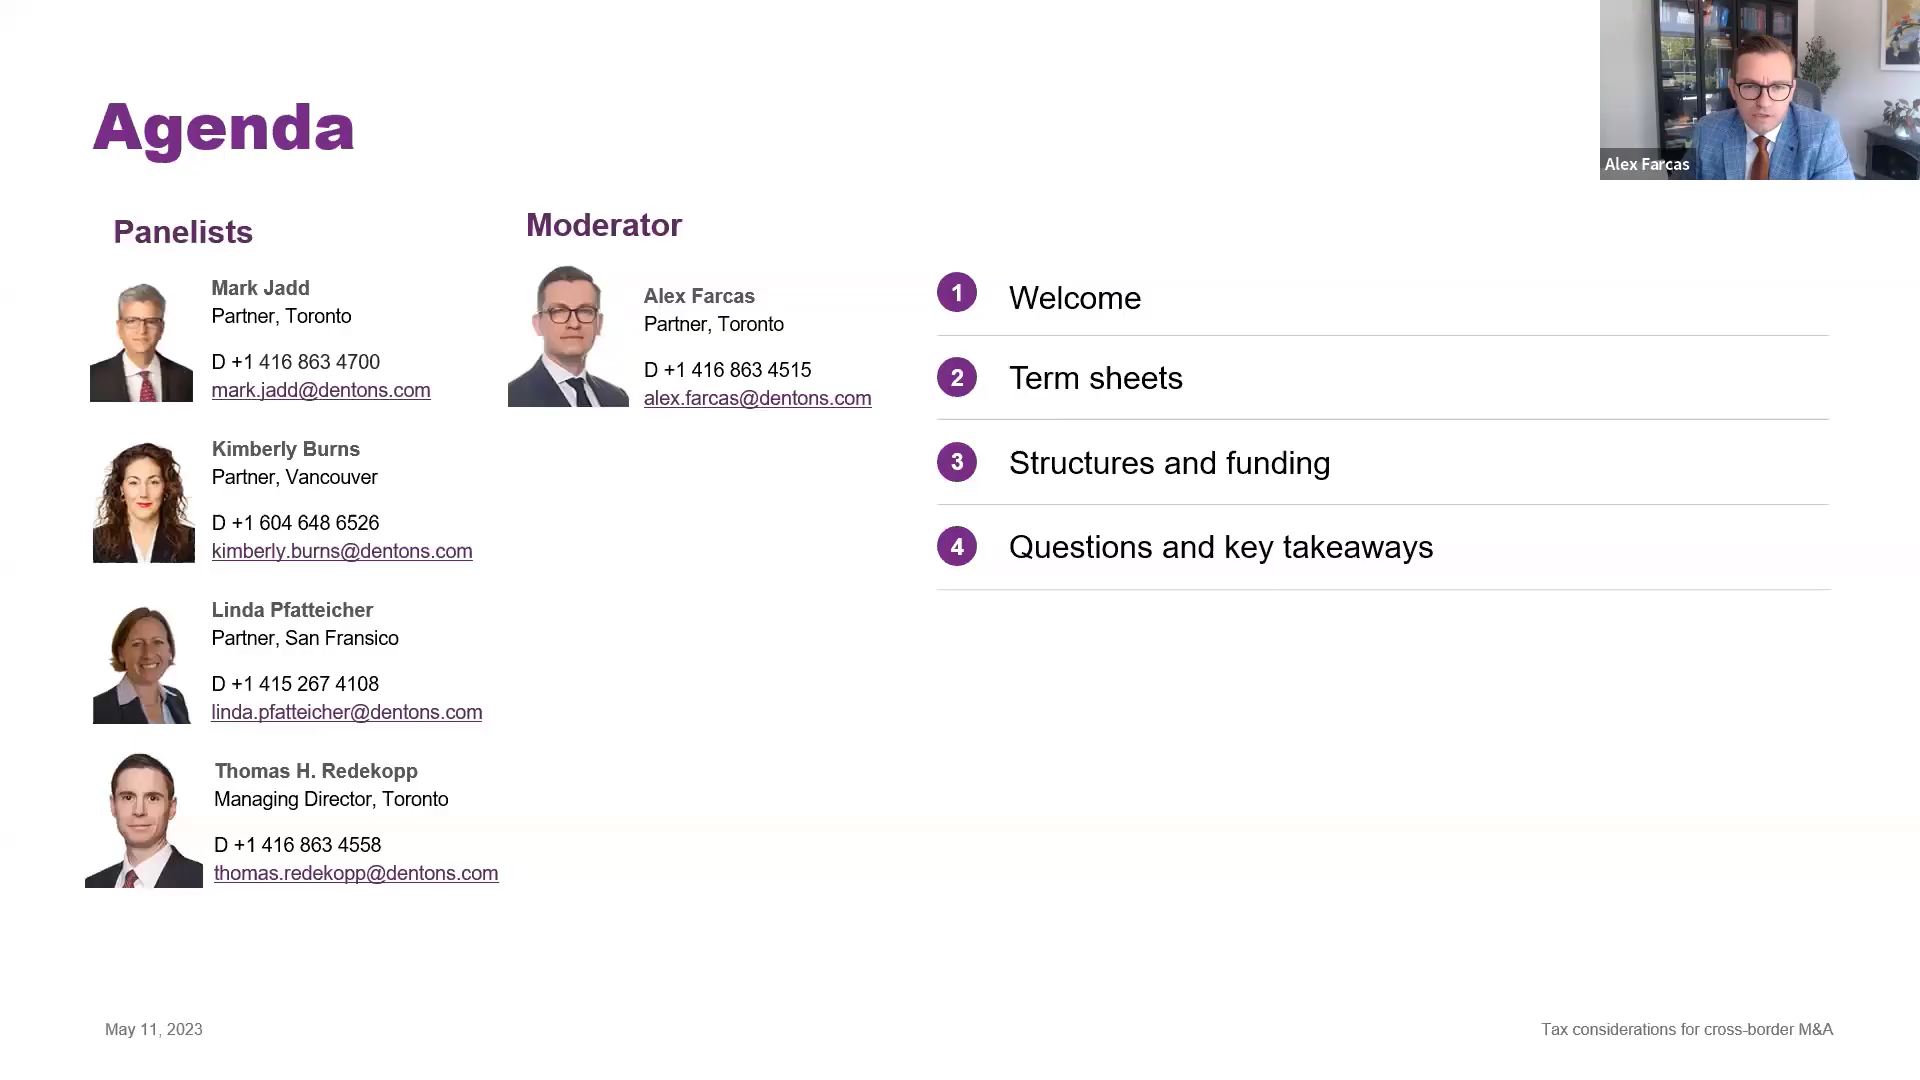 Agenda
Panelists
Mark Jadd
Partner, Toronto
D +1 416 863 4700
mark.jadd@dentons.com
Kimberly Burns
Partner, Vancouver
D +1 604 648 6526
kimberly.burns@dentons.com
Linda Pfatteicher
Partner, San Fransico
D +1 415 267 4108
linda.pfatteicher@dentons.com
Thomas H. Redekopp
Managing Director, Toronto
D +1 416 863 4558
thomas.redekopp@dentons.com
Moderator
Alex Farcas
Partner, Toronto
D +1 416 863 4515
alex.farcas@dentons.com
1 Welcome
2 Term sheets
3 Structures and funding
4 Questions and key takeaways
Alex Farcas
May 11, 2023
Tax considerations for cross-border M&A